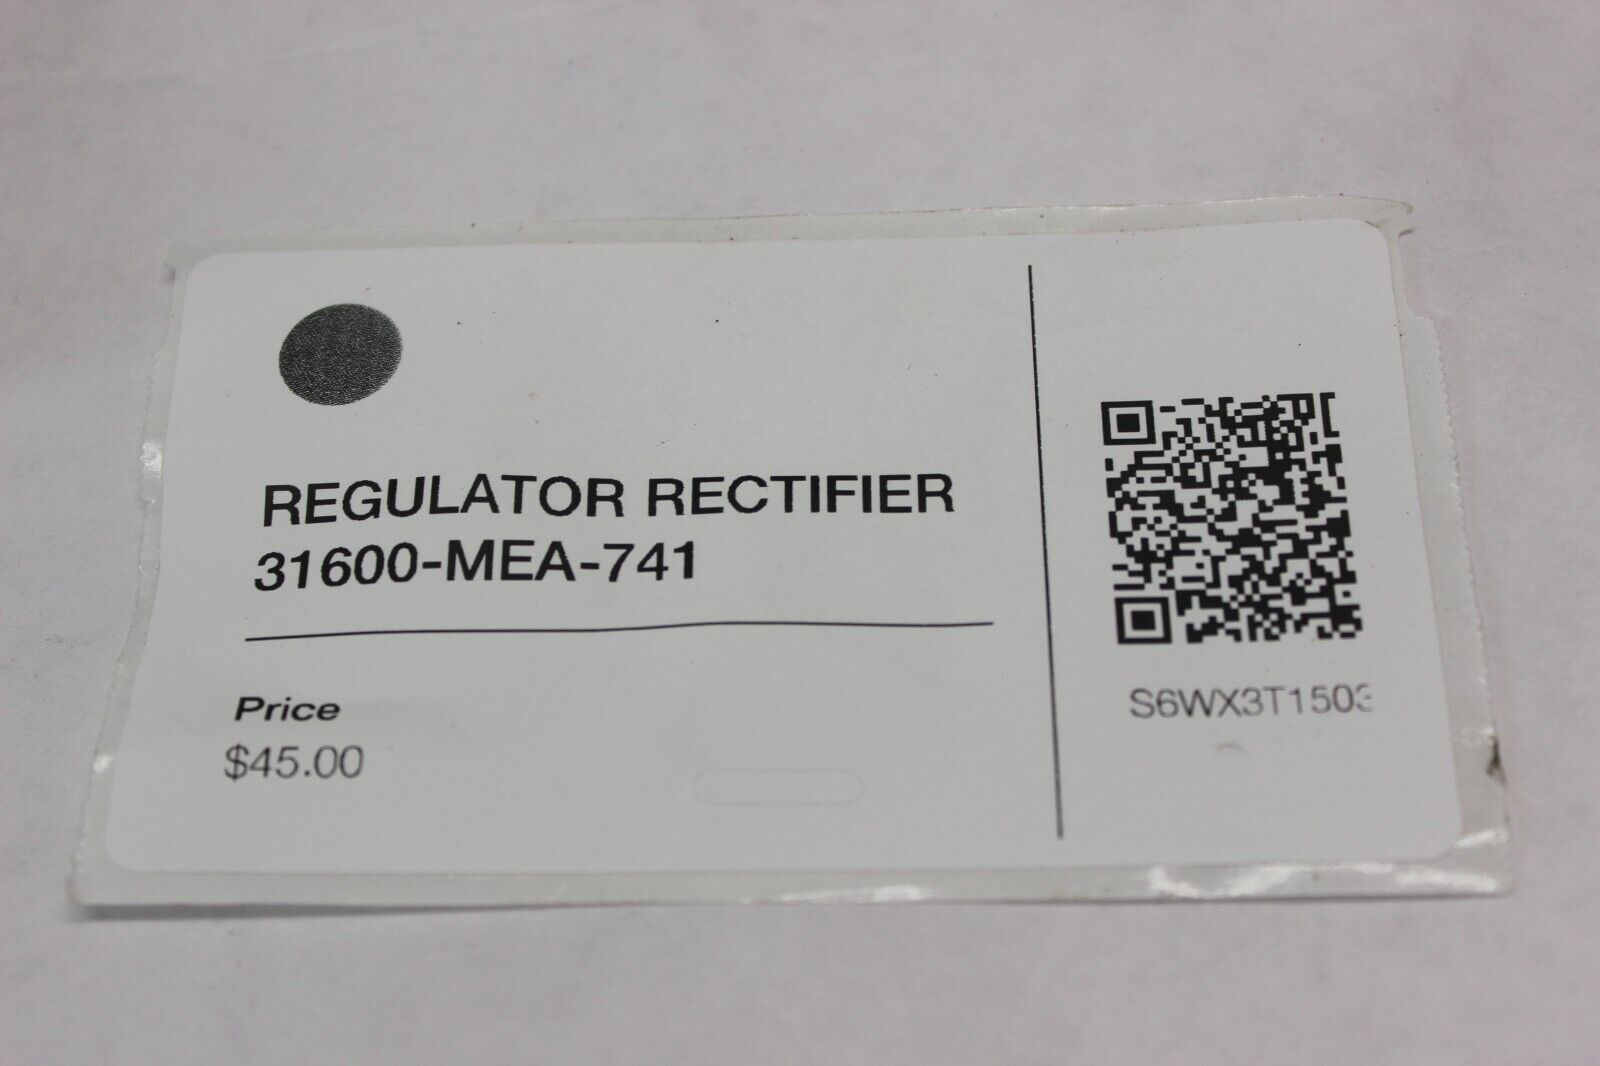 REGULATOR RECTIFIER
31600-MEA-741
Price
$45.00
S6WX3T1503